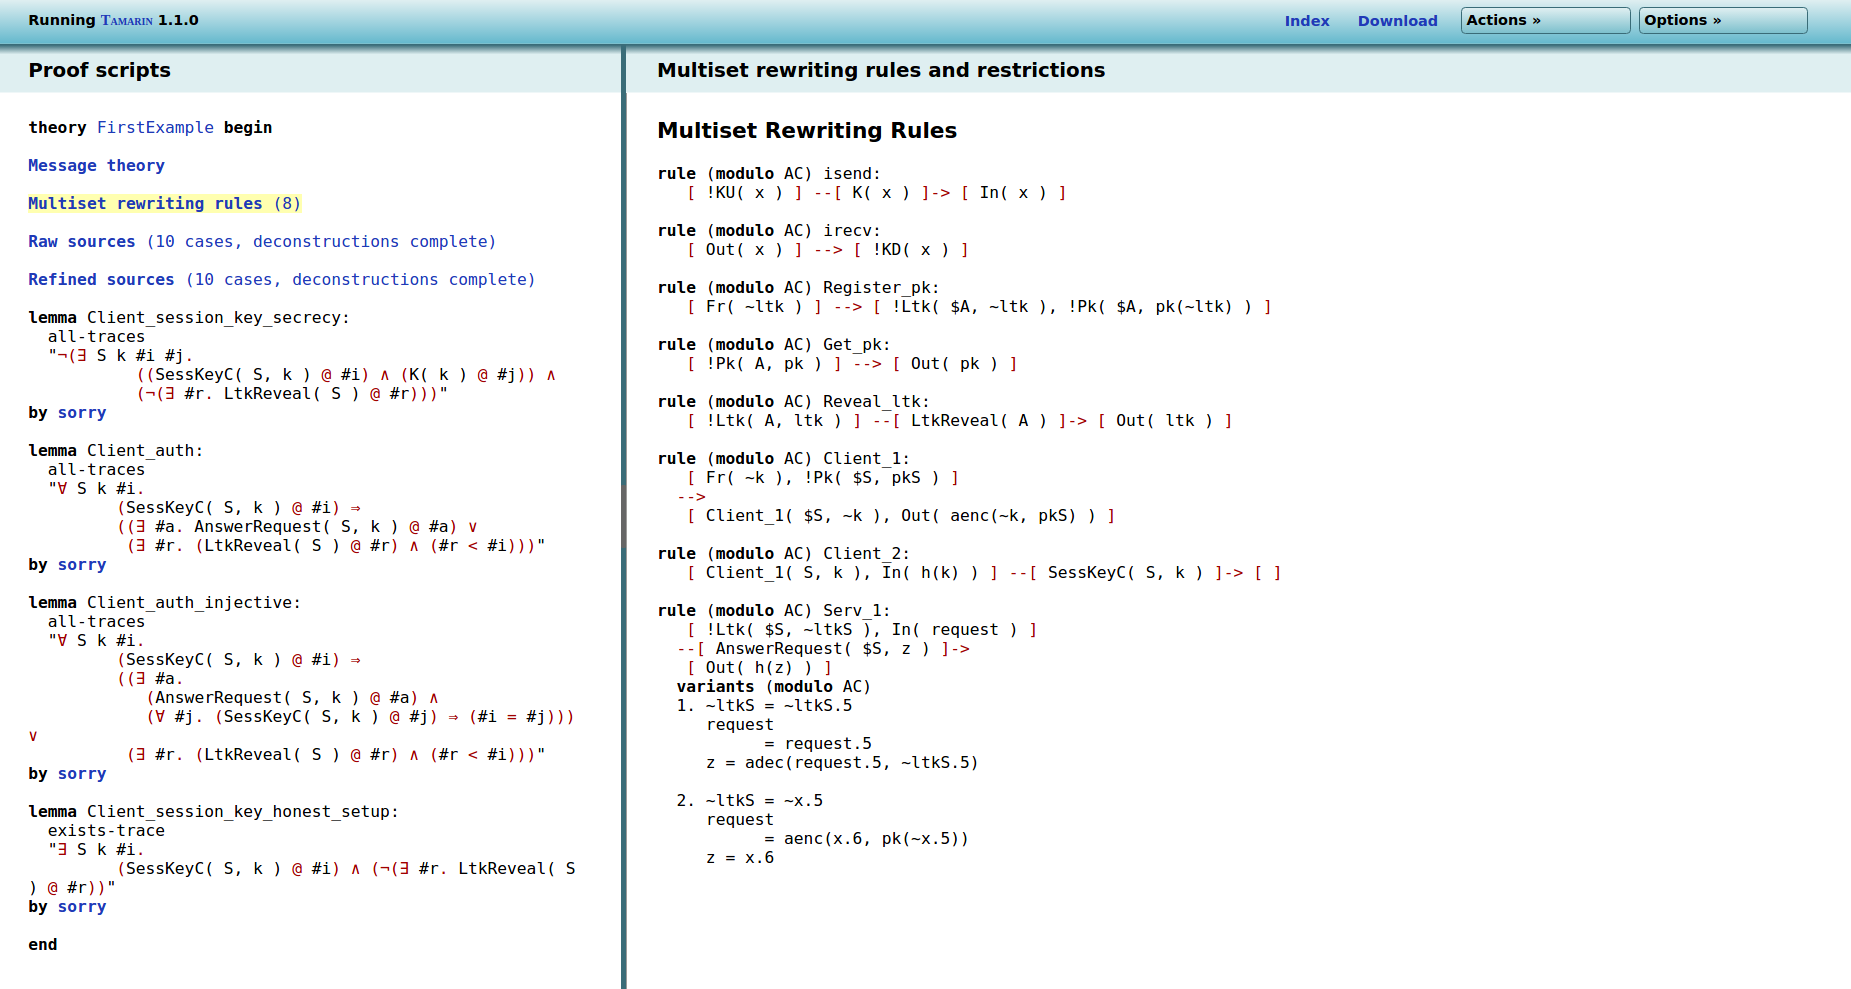 Running TAMARIN 1.1.0
Index Download Actions » Options »
Proof scripts
theory FirstExample begin
Message theory
Multiset rewriting rules (8)
Raw sources (10 cases, deconstructions complete)
Refined sources (10 cases, deconstructions complete)
lemma Client_session_key_secrecy:
all-traces
"¬(∃ S k #i #j.
((SessKeyC( S, k ) @ #i) ∧ (K( k ) @ #j)) ∧
(¬(∃ #r. LtkReveal( S ) @ #r)))"
by sorry
lemma Client_auth:
all-traces
"∀ S k #i.
(SessKeyC( S, k ) @ #i) ⇒
((∃ #a. AnswerRequest( S, k ) @ #a) ∨
(∃ #r. (LtkReveal( S ) @ #r) ∧ (#r < #i)))"
by sorry
lemma Client_auth_injective:
all-traces
"∀ S k #i.
(SessKeyC( S, k ) @ #i) ⇒
((∃ #a.
(AnswerRequest( S, k ) @ #a) ∧
(∀ #j. (SessKeyC( S, k ) @ #j) ⇒ (#i = #j)))
∨
(∃ #r. (LtkReveal( S ) @ #r) ∧ (#r < #i)))"
by sorry
lemma Client_session_key_honest_setup:
exists-trace
"∃ S k #i.
(SessKeyC( S, k ) @ #i) ∧ (¬(∃ #r. LtkReveal( S
) @ #r))"
by sorry
end
Multiset rewriting rules and restrictions
Multiset Rewriting Rules
rule (modulo AC) isend:
[ !KU( x ) ] --[ K( x ) ]-> [ In( x ) ]
rule (modulo AC) irecv:
[ Out( x ) ] --> [ !KD( x ) ]
rule (modulo AC) Register_pk:
[ Fr( ~ltk ) ] --> [ !Ltk( $A, ~ltk ), !Pk( $A, pk(~ltk) ) ]
rule (modulo AC) Get_pk:
[ !Pk( A, pk ) ] --> [ Out( pk ) ]
rule (modulo AC) Reveal_ltk:
[ !Ltk( A, ltk ) ] --[ LtkReveal( A ) ]-> [ Out( ltk ) ]
rule (modulo AC) Client_1:
[ Fr( ~k ), !Pk( $S, pkS ) ]
-->
[ Client_1( $S, ~k ), Out( aenc(~k, pkS) ) ]
rule (modulo AC) Client_2:
[ Client_1( S, k ), In( h(k) ) ] --[ SessKeyC( S, k ) ]-> [ ]
rule (modulo AC) Serv_1:
[ !Ltk( $S, ~ltkS ), In( request ) ]
--[ AnswerRequest( $S, z ) ]->
[ Out( h(z) ) ]
variants (modulo AC)
1. ~ltkS = ~ltkS.5
request
= request.5
z = adec(request.5, ~ltkS.5)
2. ~ltkS = ~x.5
request
= aenc(x.6, pk(~x.5))
z = x.6